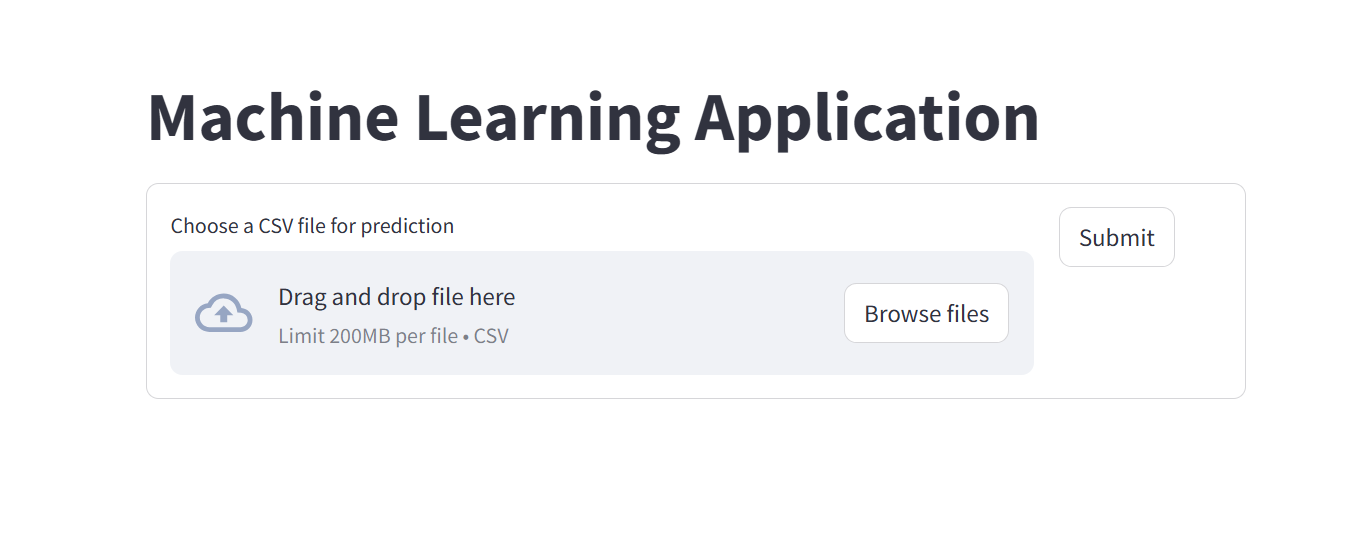 Machine Learning Application
Choose a CSV file for prediction
Submit
Drag and drop file here
Limit 200MB per file • CSV
Browse files